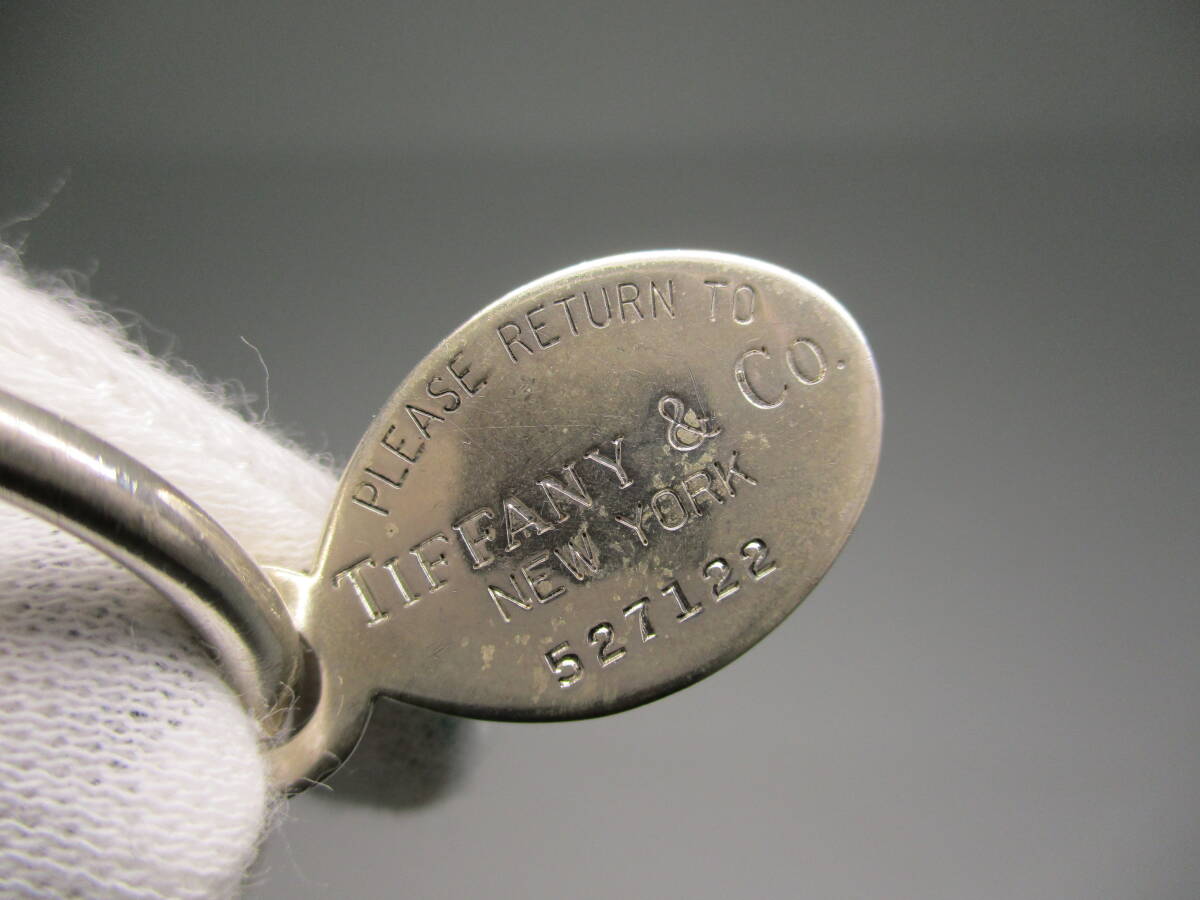 PLEASE RETURN TO
TIFFANY & CO.
NEW YORK
527122